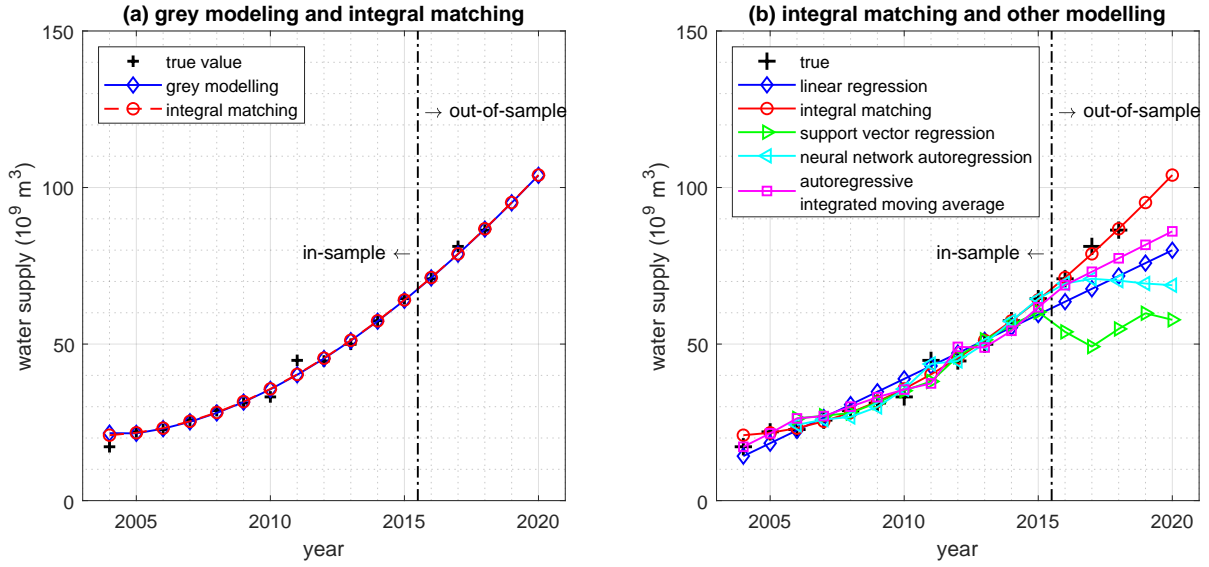 (a) grey modeling and integral matching
150
100
50
0
water supply (10⁹ m³)
true value
grey modelling
integral matching
→ out-of-sample
in-sample ←
2005
2010
2015
2020
year
(b) integral matching and other modelling
150
100
50
0
water supply (10⁹ m³)
true
linear regression
integral matching
support vector regression
neural network autoregression
autoregressive
integrated moving average
→ out-of-sample
in-sample ←
2005
2010
2015
2020
year